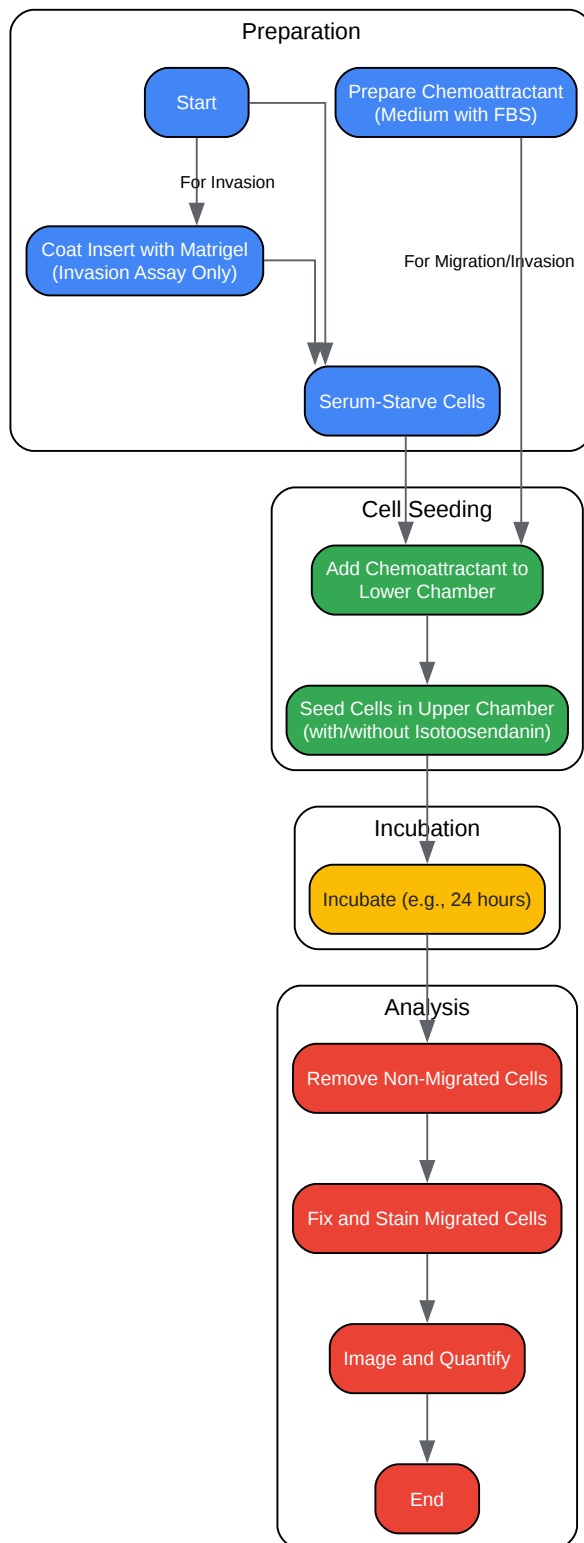 Preparation
Start
Prepare Chemoattractant
(Medium with FBS)
For Invasion
Coat Insert with Matrigel
(Invasion Assay Only)
For Migration/Invasion
Serum-Starve Cells
Cell Seeding
Add Chemoattractant to
Lower Chamber
Seed Cells in Upper Chamber
(with/without Isotoosendanin)
Incubation
Incubate (e.g., 24 hours)
Analysis
Remove Non-Migrated Cells
Fix and Stain Migrated Cells
Image and Quantify
End